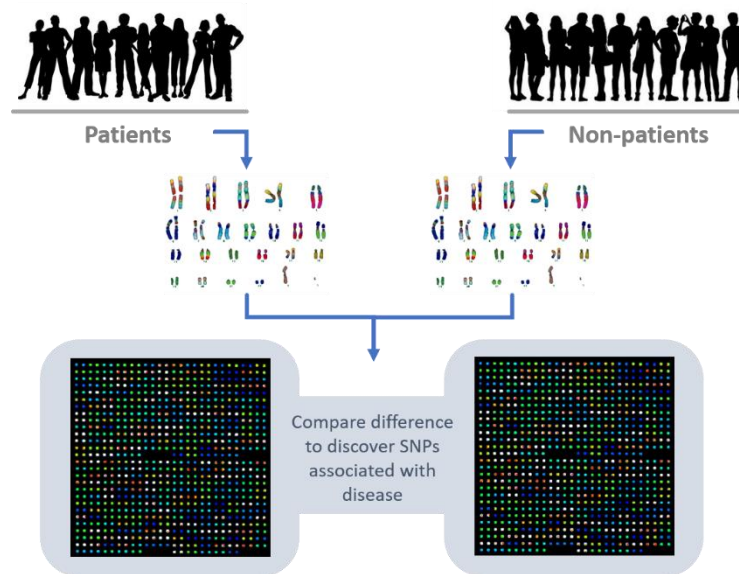 Patients
Non-patients
Compare difference
to discover SNPs
associated with
disease